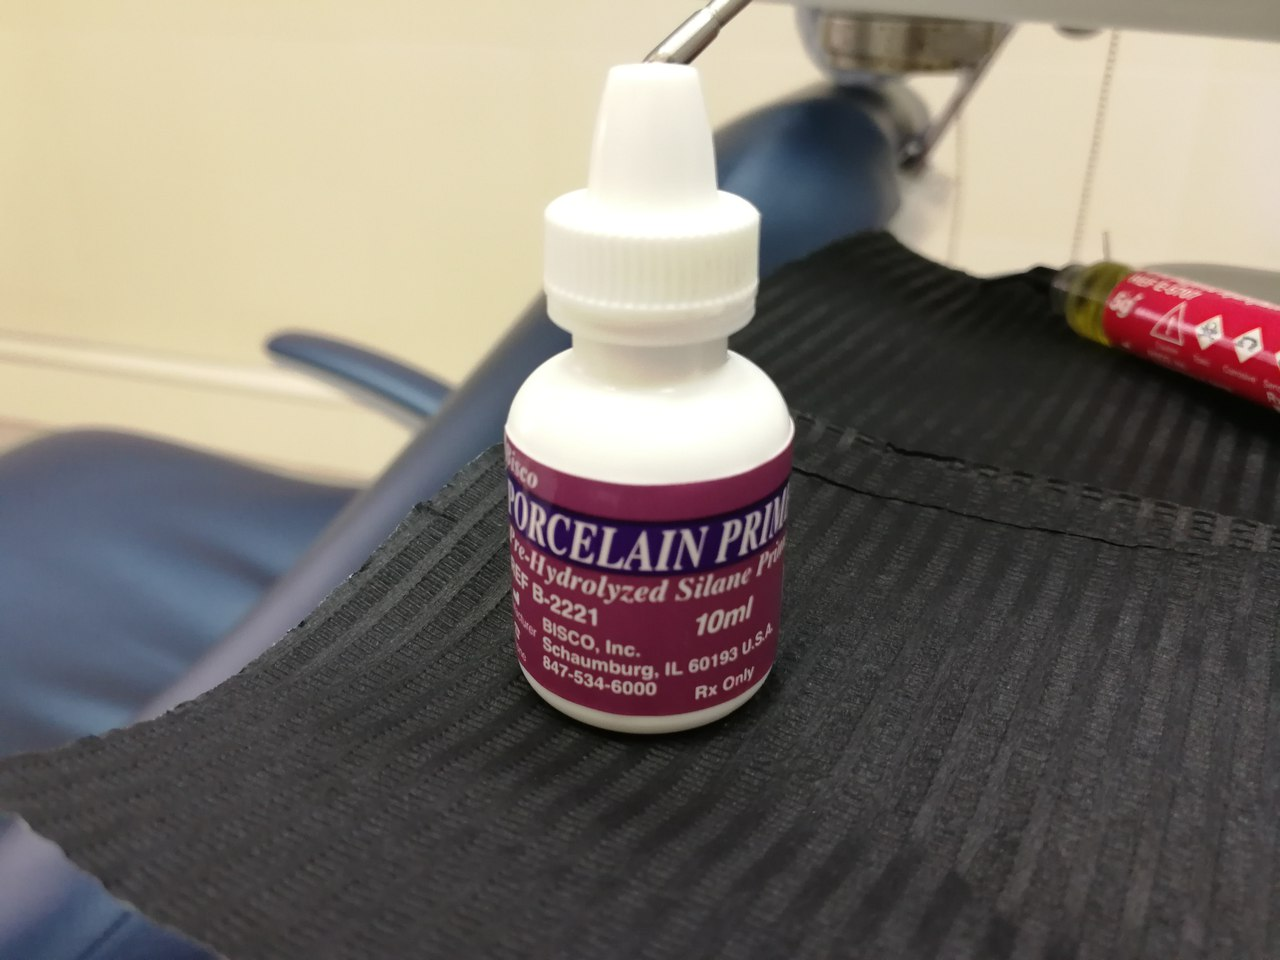 Bisco
PORCELAIN PRIME
Pre-Hydrolyzed Silane Prim
REF B-2221
10ml
BISCO, Inc.
Schaumburg, IL 60193 U.S.A.
847-534-6000
Rx Only
5g